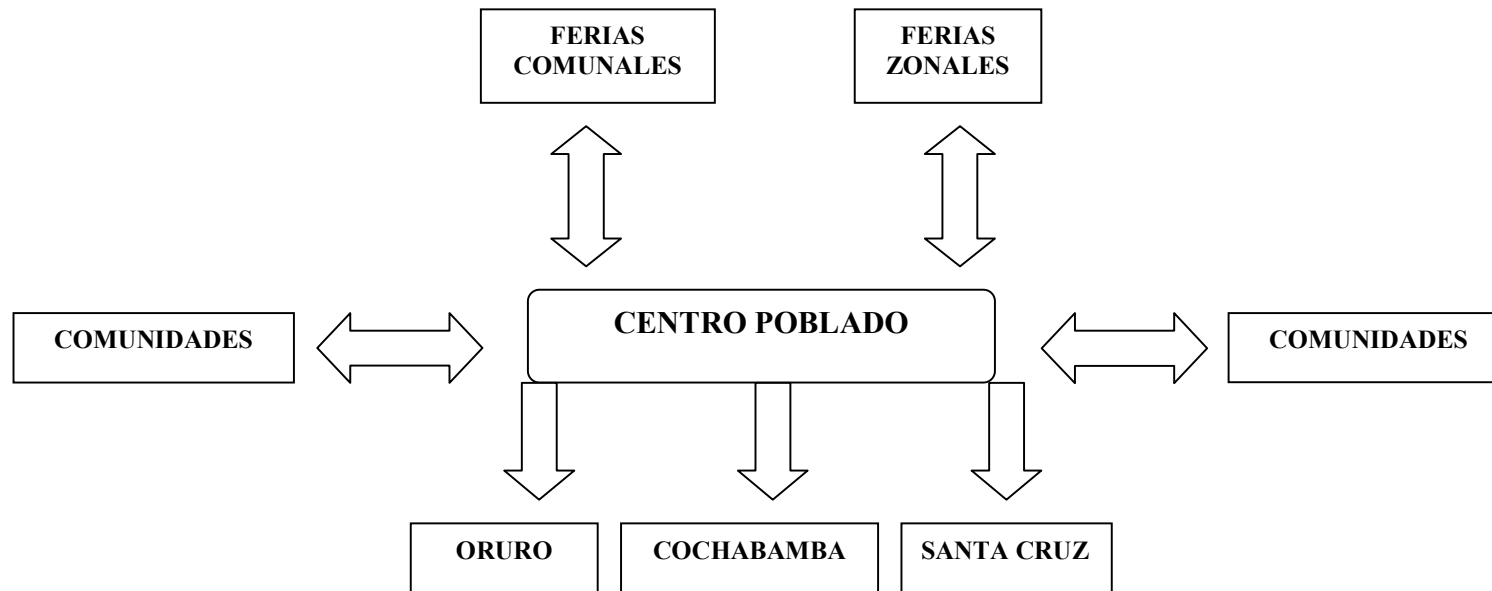 FERIAS
COMUNALES
FERIAS
ZONALES
CENTRO POBLADO
COMUNIDADES
COMUNIDADES
ORURO
COCHABAMBA
SANTA CRUZ